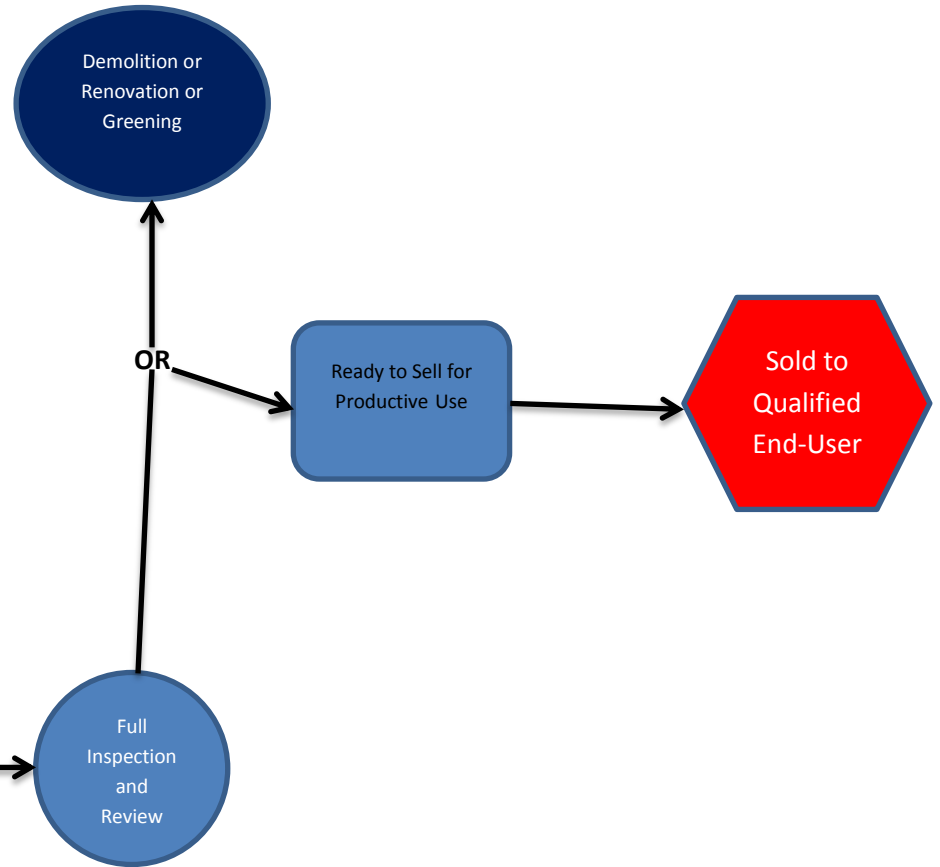 Demolition or
Renovation or
Greening
OR
Ready to Sell for
Productive Use
Sold to
Qualified
End-User
Full
Inspection
and
Review